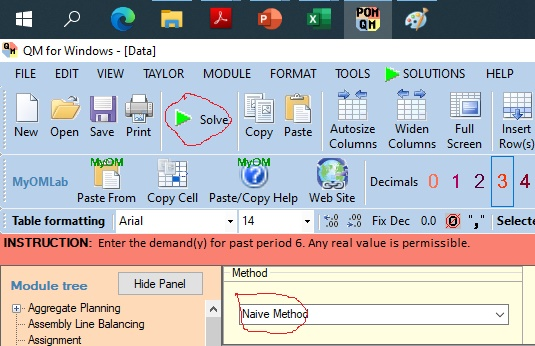 POM
QM
QM
QM for Windows - [Data]
FILE EDIT VIEW TAYLOR MODULE FORMAT TOOLS SOLUTIONS HELP
New Open Save Print Solve Copy Paste Autosize Columns Widen Columns Full Screen Insert Row(s)
MyOMLab MyOM Paste From Copy Cell MyOM Paste/Copy Help Web Site Decimals 0 1 2 3 4
Table formatting Arial 14 Fix Dec 0.0 0 "," Selecte
INSTRUCTION: Enter the demand(y) for past period 6. Any real value is permissible.
Module tree Hide Panel
Method
Aggregate Planning
Naive Method
Assembly Line Balancing
Assignment